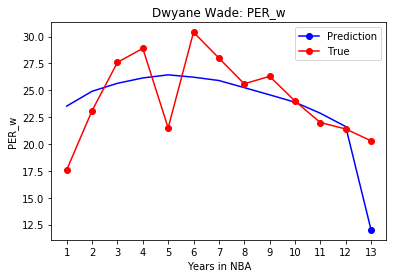 Dwyane Wade: PER_w
Prediction
True
PER_w
30.0
27.5
25.0
22.5
20.0
17.5
15.0
12.5
1 2 3 4 5 6 7 8 9 10 11 12 13
Years in NBA